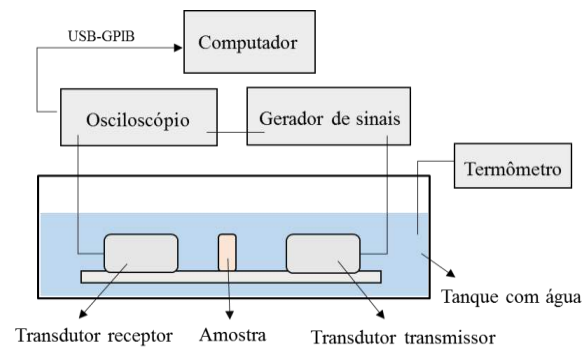 USB-GPIB
Computador
Osciloscópio
Gerador de sinais
Termômetro
Tanque com água
Transdutor receptor
Amostra
Transdutor transmissor